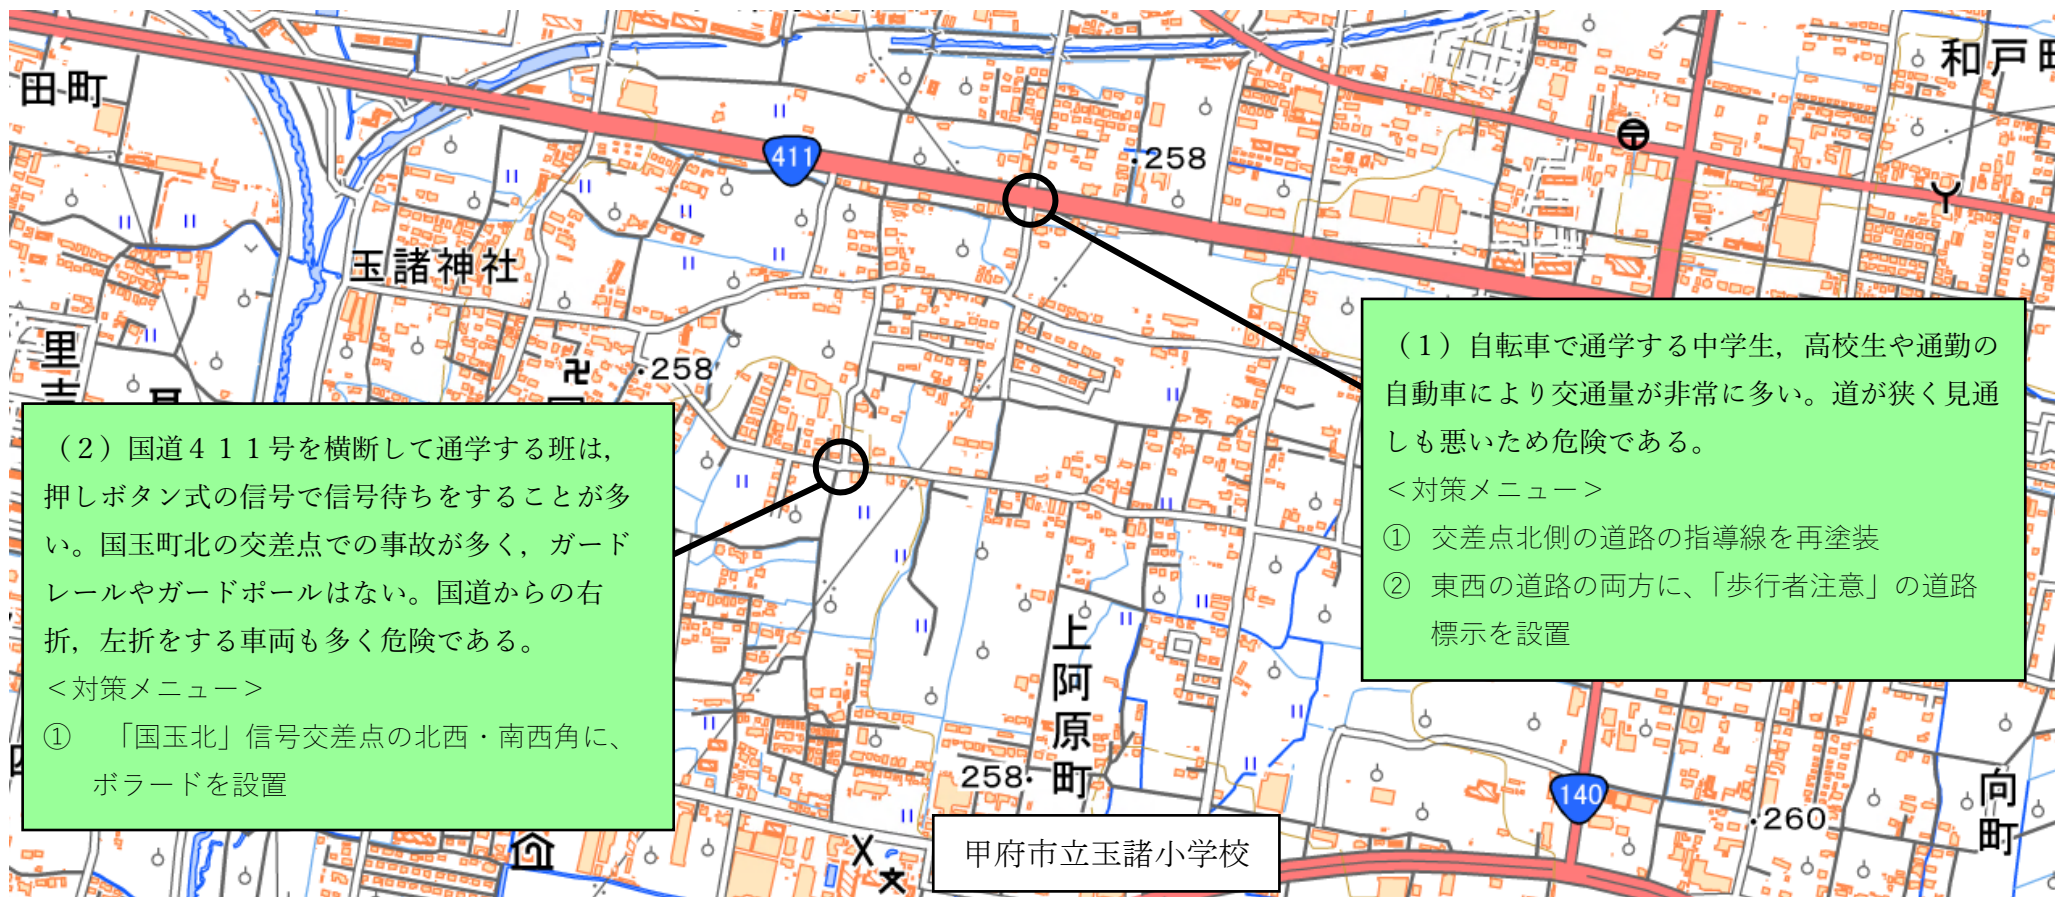 和戸町
田町
411
258
玉諸神社
258
里吉
（１）自転車で通学する中学生，高校生や通勤の
自動車により交通量が非常に多い。道が狭く見通
しも悪いため危険である。
＜対策メニュー＞
① 交差点北側の道路の指導線を再塗装
② 東西の道路の両方に、「歩行者注意」の道路
標示を設置
（２）国道４１１号を横断して通学する班は，
押しボタン式の信号で信号待ちをすることが多
い。国玉町北の交差点での事故が多く，ガード
レールやガードポールはない。国道からの右
折，左折をする車両も多く危険である。
＜対策メニュー＞
① 「国玉北」信号交差点の北西・南西角に、
ボラードを設置
上阿原町
258
140
260
向町
甲府市立玉諸小学校